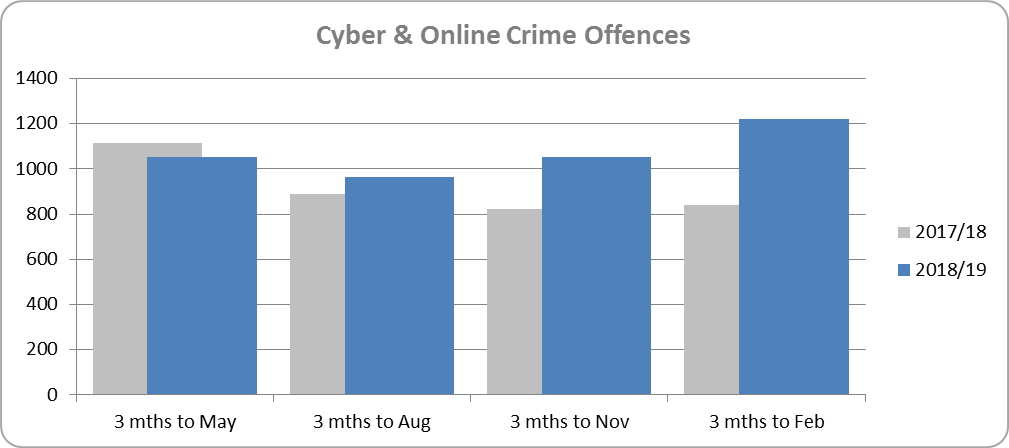 Cyber & Online Crime Offences
1400
1200
1000
800
600
400
200
0
3 mths to May
3 mths to Aug
3 mths to Nov
3 mths to Feb
2017/18
2018/19